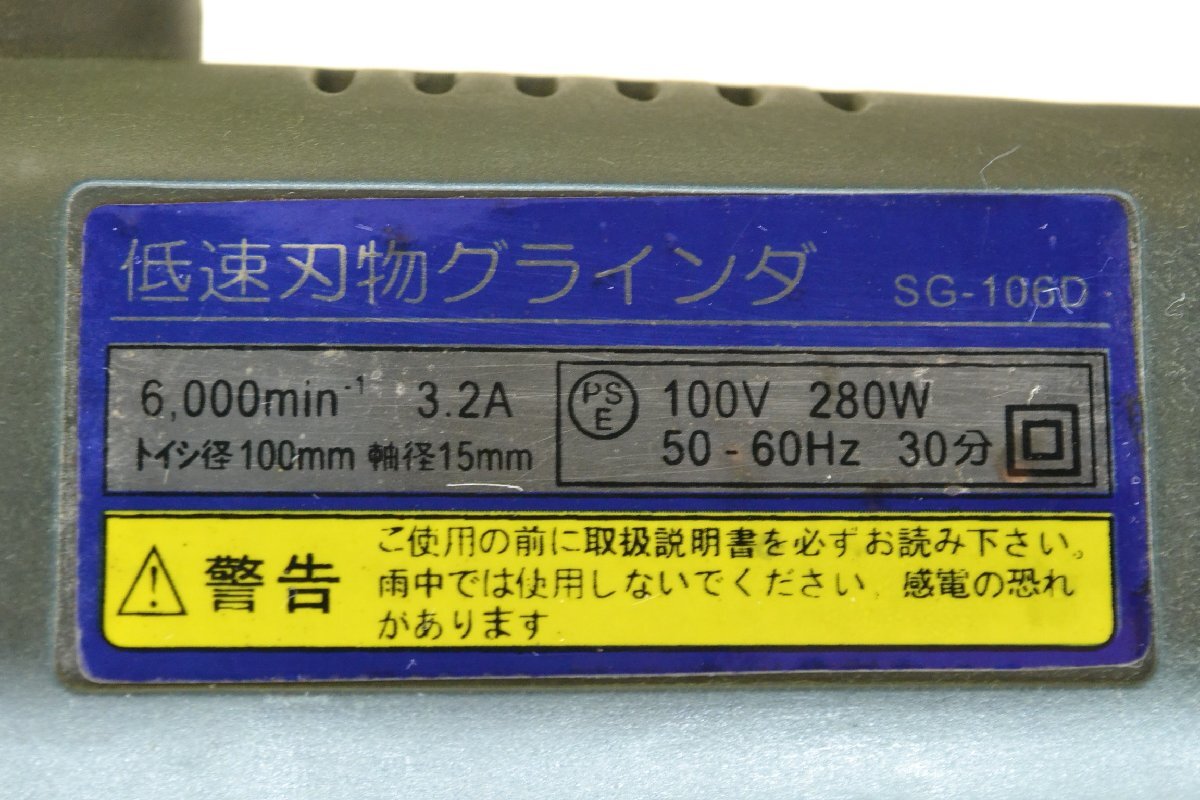 低速刃物グラインダ SG-106D
6,000min⁻¹ 3.2A
トイシ径100mm 軸径15mm
PSE 100V 280W
50-60Hz 30分
警告
ご使用の前に取扱説明書を必ずお読み下さい。
雨中では使用しないでください。感電の恐れ
があります